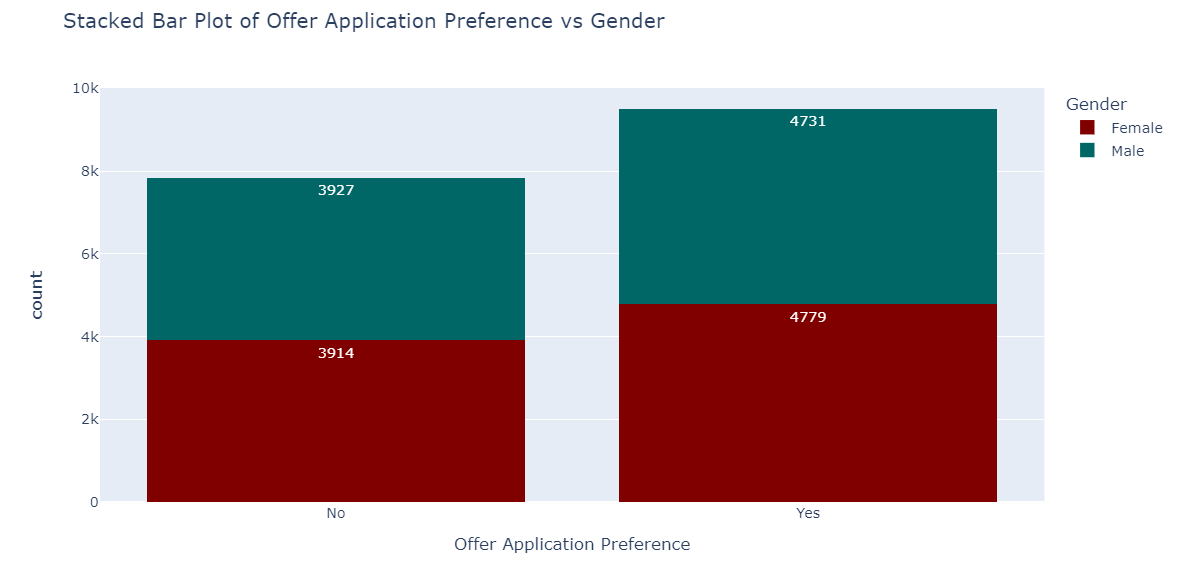 Stacked Bar Plot of Offer Application Preference vs Gender
10k
8k
6k
4k
2k
0
count
3927
3914
4731
4779
No
Yes
Offer Application Preference
Gender
Female
Male